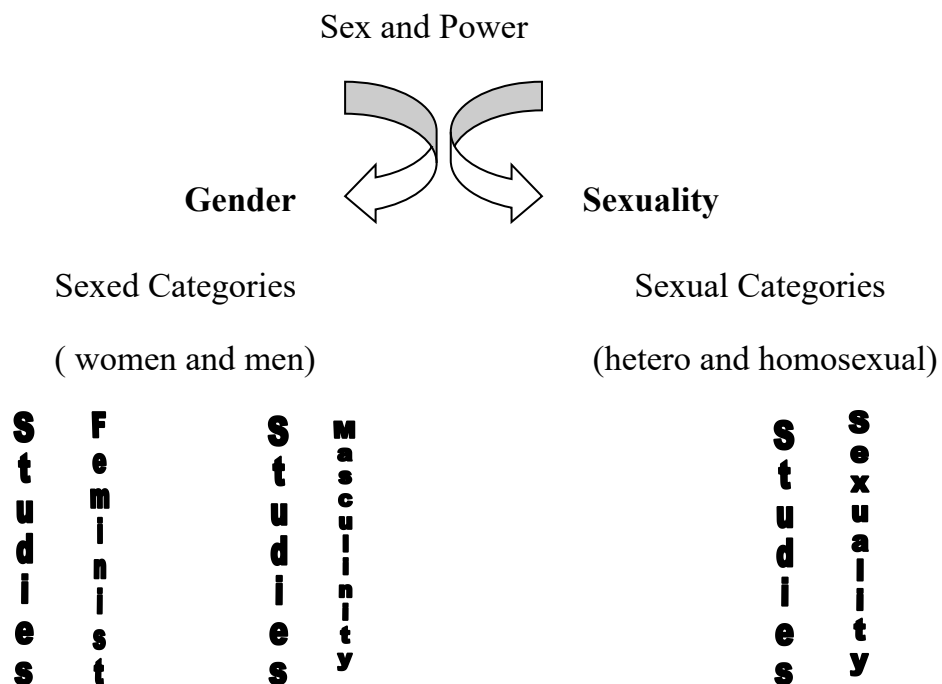 Sex and Power
Gender
Sexuality
Sexed Categories
Sexual Categories
( women and men)
(hetero and homosexual)
Feminist
Studies
Masculinity
Studies
Sexuality
Studies